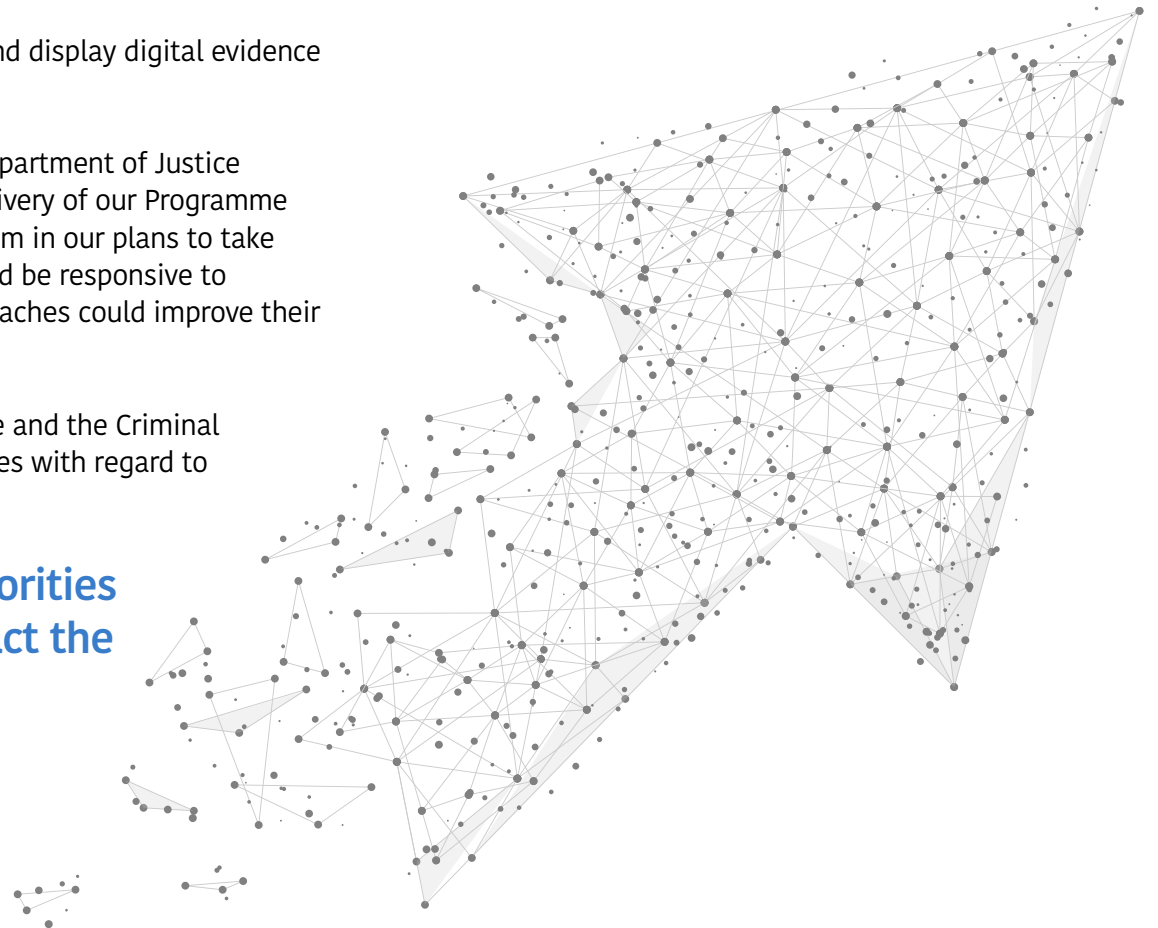 nd display digital evidence
partment of Justice
ivery of our Programme
m in our plans to take
d be responsive to
aches could improve their
e and the Criminal
es with regard to
orities
ct the